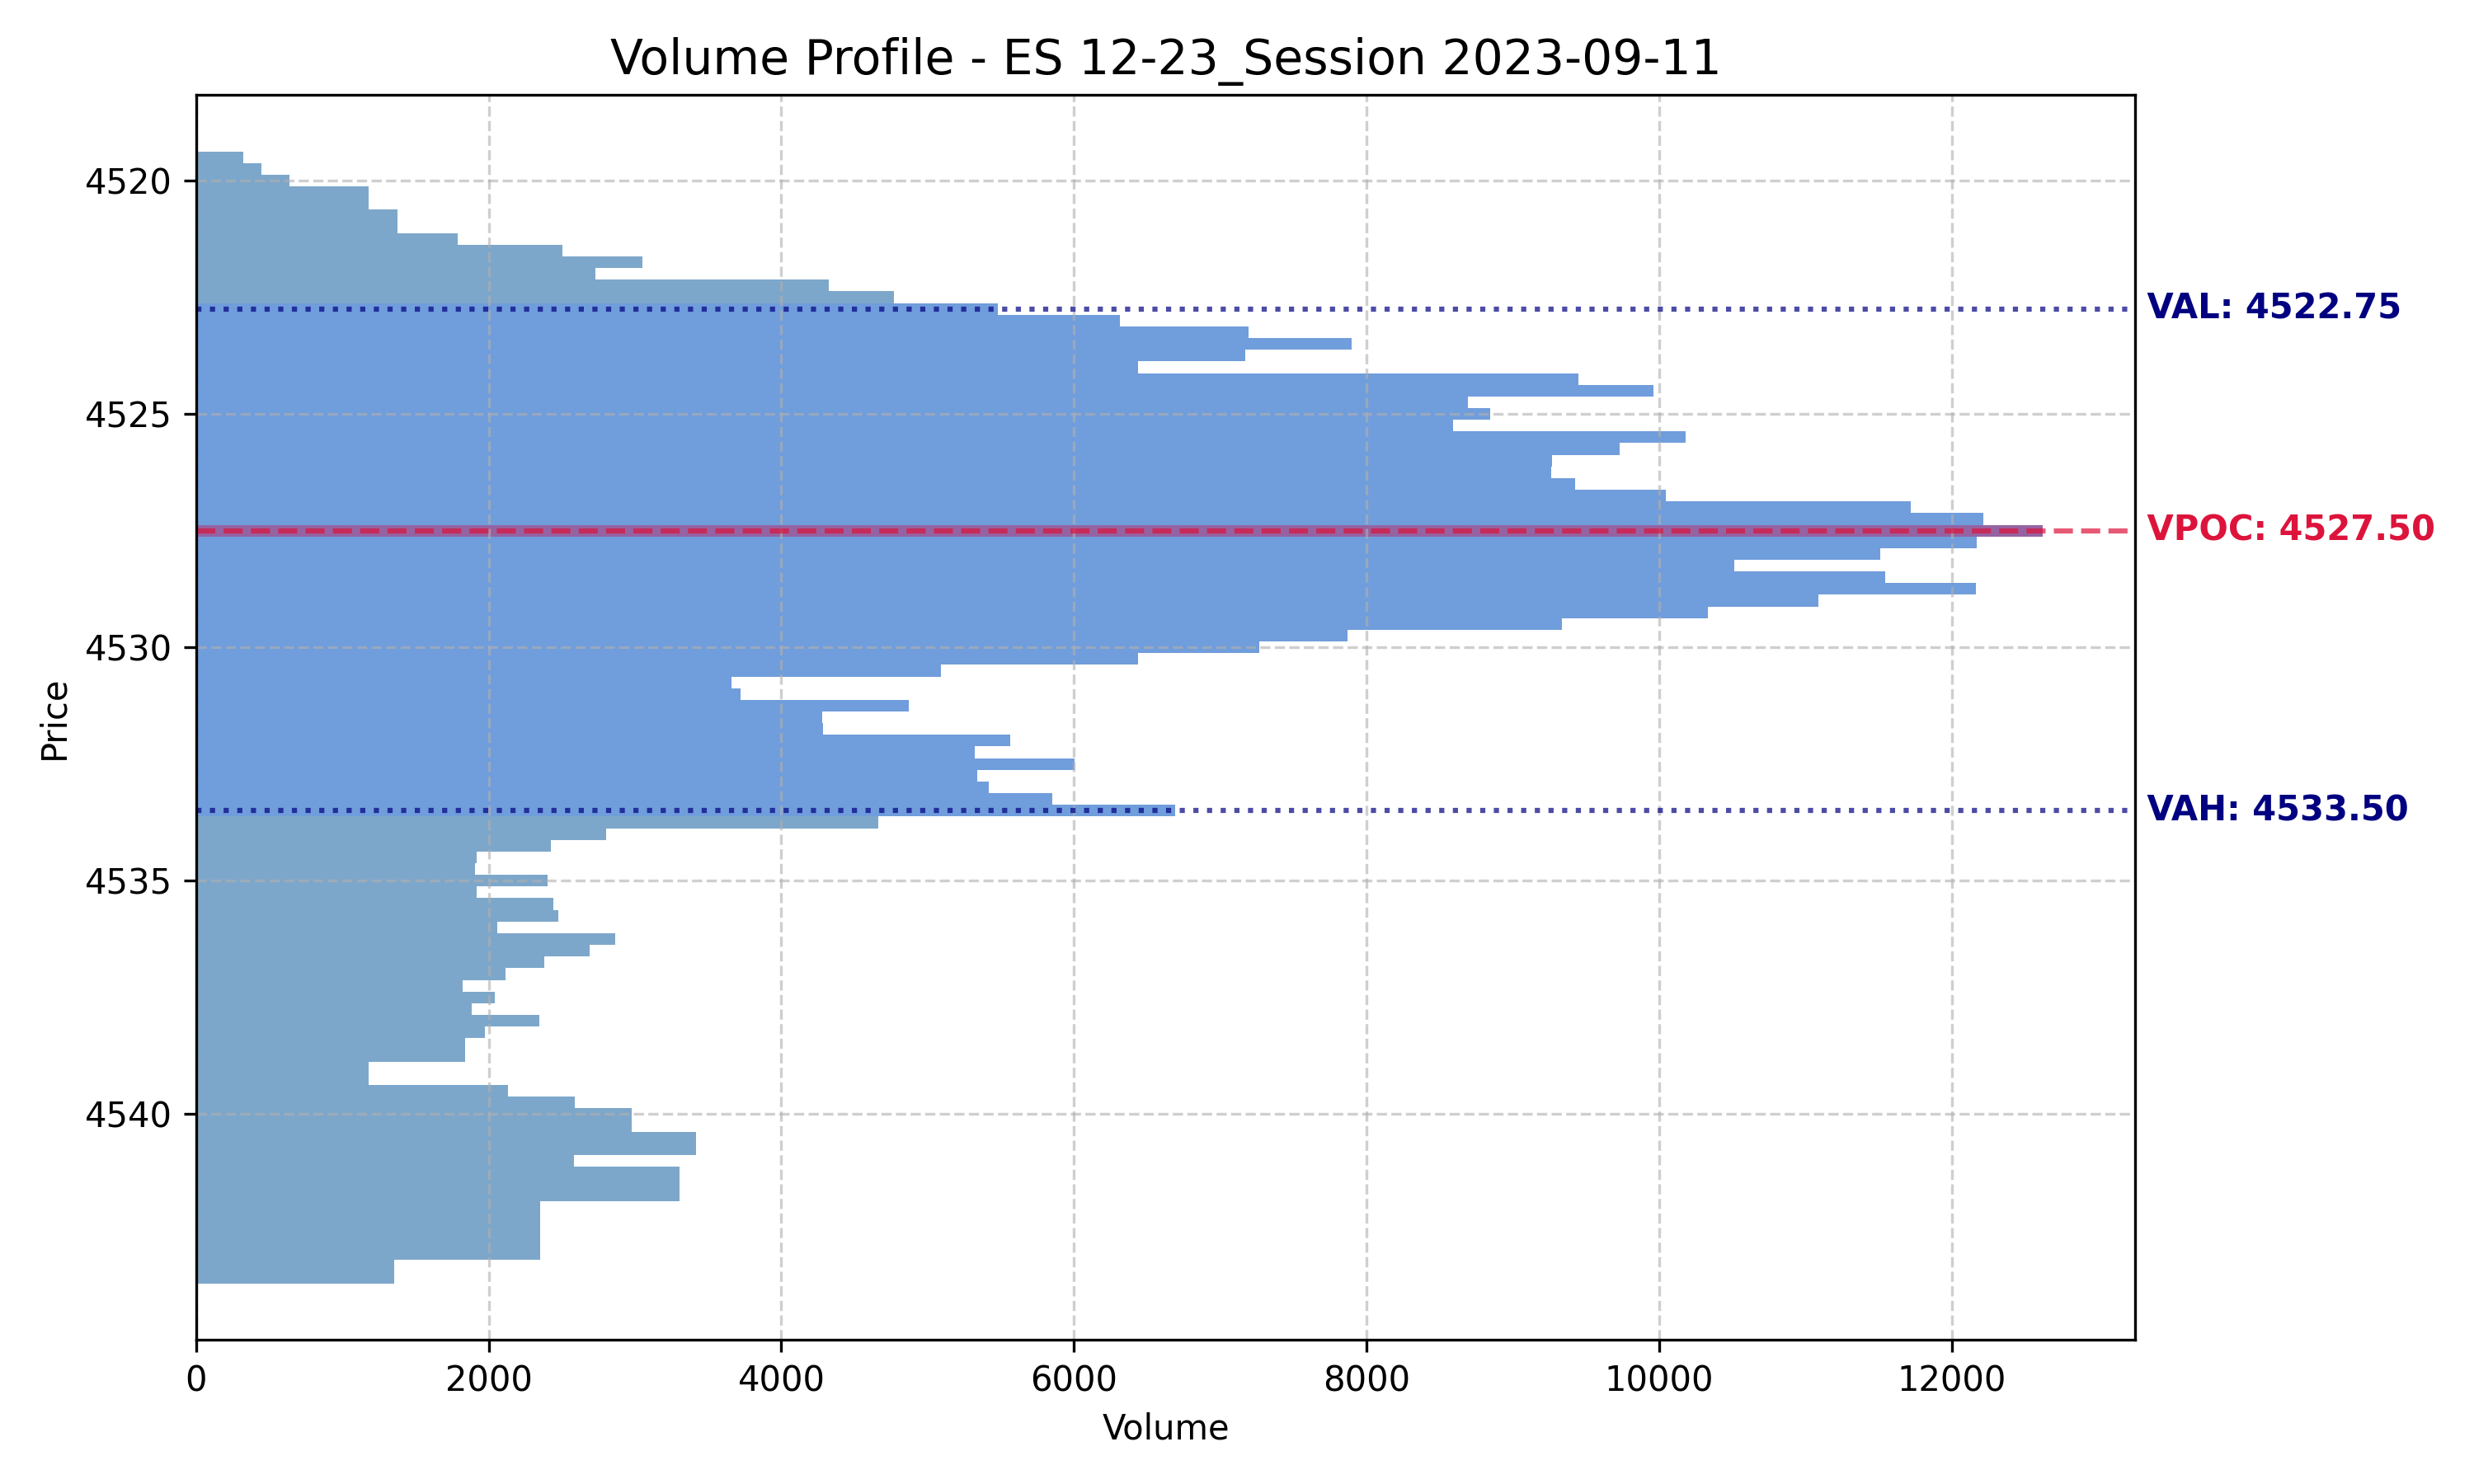 Volume Profile - ES 12-23_Session 2023-09-11
4520
VAL: 4522.75
4525
VPOC: 4527.50
4530
Price
VAH: 4533.50
4535
4540
0 2000 4000 6000 8000 10000 12000
Volume